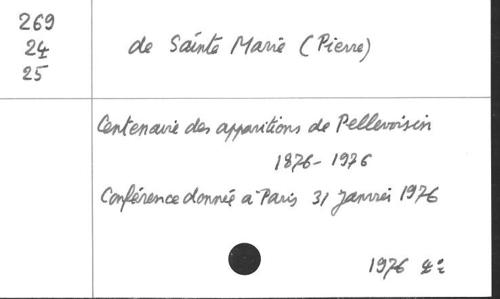 269
24
25
de Sainte Marie (Pierre)
Centenaire des apparitions de Pellevoisin
1876-1976
Conférence donnée à Paris 31 janvier 1976
1976